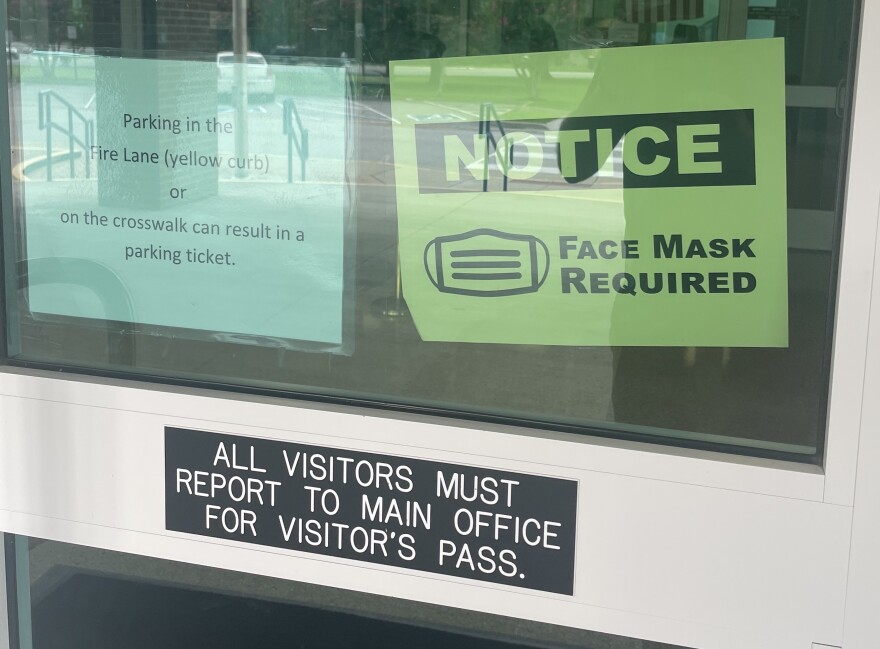 Parking in the
Fire Lane (yellow curb)
or
on the crosswalk can result in a
parking ticket.
NOTICE
FACE MASK
REQUIRED
ALL VISITORS MUST
REPORT TO MAIN OFFICE
FOR VISITOR'S PASS.